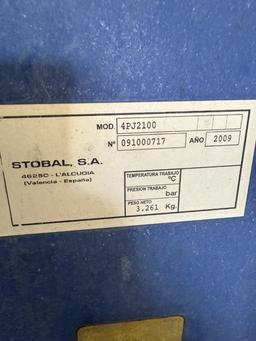 MOD. 4PJ2100
Nº 091000717 AÑO 2009
STOBAL, S.A.
46250 - L'ALCUDIA
(Valencia - España)
TEMPERATURA TRABAJO
ºC
PRESION TRABAJO
bar
PESO NETO
3.261 Kg.